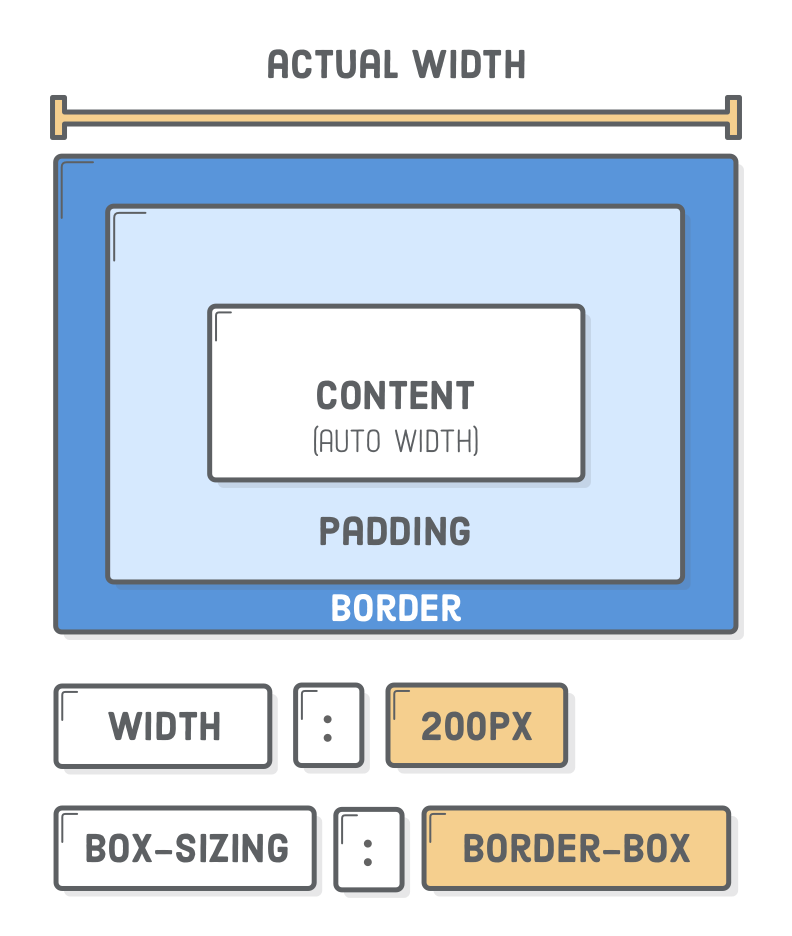 ACTUAL WIDTH
CONTENT
(AUTO WIDTH)
PADDING
BORDER
WIDTH : 200PX
BOX-SIZING : BORDER-BOX